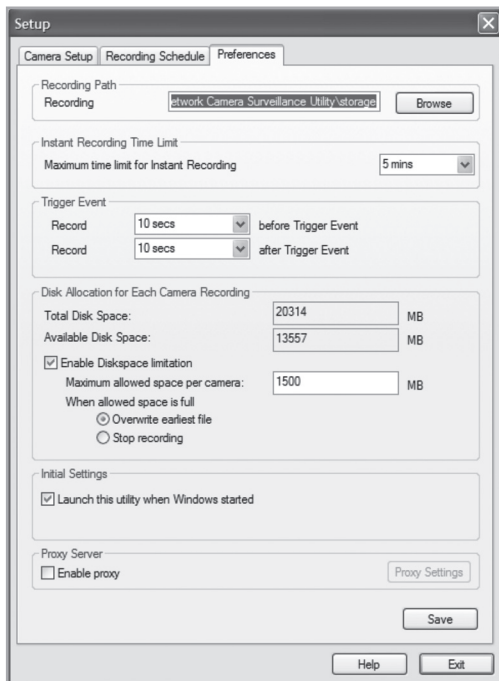 Setup
Camera Setup Recording Schedule Preferences
Recording Path
Recording etwork Camera Surveillance Utility\storage Browse
Instant Recording Time Limit
Maximum time limit for Instant Recording 5 mins
Trigger Event
Record 10 secs before Trigger Event
Record 10 secs after Trigger Event
Disk Allocation for Each Camera Recording
Total Disk Space: 20314 MB
Available Disk Space: 13557 MB
Enable Diskspace limitation
Maximum allowed space per camera: 1500 MB
When allowed space is full
Overwrite earliest file
Stop recording
Initial Settings
Launch this utility when Windows started
Proxy Server
Enable proxy Proxy Settings
Save
Help Exit